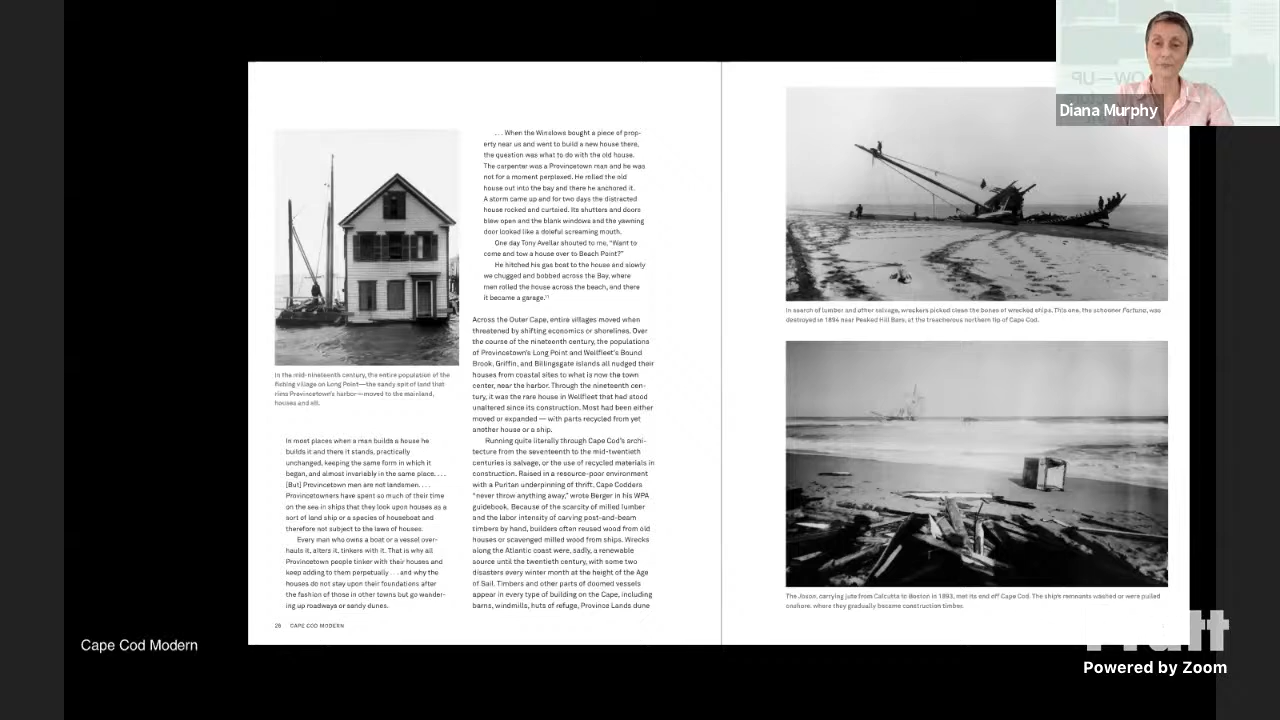 OW—UP
Diana Murphy
. . . When the Winslows bought a piece of prop-
erty near us and went to build a new house there,
the question was what to do with the old house.
The carpenter was a Provincetown man and he was
not for a moment perplexed. He rolled the old
house out into the bay and there he anchored it.
A storm came up and for two days the distracted
house rocked and curtsied. Its shutters and doors
blew open and the blank windows and the yawning
door looked like a doleful screaming mouth.
One day Tony Avellar shouted to me, “Want to
come and tow a house over to Beach Point?”
He hitched his gas boat to the house and slowly
we chugged and bobbed across the Bay, where
men rolled the house across the beach, and there
it became a garage.
In the mid-nineteenth century, the entire population of the
fishing village on Long Point—the sandy spit of land that
rims Provincetown’s harbor—moved to the mainland,
houses and all.
In most places when a man builds a house he
builds it and there it stands, practically
unchanged, keeping the same form in which it
began, and almost invariably in the same place. . . .
[But] Provincetown men are not landsmen. . . .
Provincetowners have spent so much of their time
on the sea in ships that they look upon houses as a
sort of land ship or a species of houseboat and
therefore not subject to the laws of houses.
Every man who owns a boat or a vessel over-
hauls it, alters it, tinkers with it. That is why all
Provincetown people tinker with their houses and
keep adding to them perpetually . . . and why the
houses do not stay upon their foundations after
the fashion of those in other towns but go wander-
ing up roadways or sandy dunes.
Across the Outer Cape, entire villages moved when
threatened by shifting economics or shorelines. Over
the course of the nineteenth century, the populations
of Provincetown’s Long Point and Wellfleet’s Bound
Brook, Griffin, and Billingsgate islands all nudged their
houses from coastal sites to what is now the town
center, near the harbor. Through the nineteenth cen-
tury, it was the rare house in Wellfleet that had stood
unaltered since its construction. Most had been either
moved or expanded — with parts recycled from yet
another house or a ship.
Running quite literally through Cape Cod’s archi-
tecture from the seventeenth to the mid-twentieth
centuries is salvage, or the use of recycled materials in
construction. Raised in a resource-poor environment
with a Puritan underpinning of thrift, Cape Codders
“never throw anything away,” wrote Berger in his WPA
guidebook. Because of the scarcity of milled lumber
and the labor intensity of carving post-and-beam
timbers by hand, builders often reused wood from old
houses or scavenged milled wood from ships. Wrecks
along the Atlantic coast were, sadly, a renewable
source until the twentieth century, with some two
disasters every winter month at the height of the Age
of Sail. Timbers and other parts of doomed vessels
appear in every type of building on the Cape, including
barns, windmills, huts of refuge, Province Lands dune
26 CAPE COD MODERN
In search of lumber and other salvage, wreckers picked clean the bones of wrecked ships. This one, the schooner Fortuna, was
destroyed in 1894 near Peaked Hill Bars, at the treacherous northern tip of Cape Cod.
The Jason, carrying jute from Calcutta to Boston in 1893, met its end off Cape Cod. The ship’s remnants washed or were pulled
onshore, where they gradually became construction timber.
Cape Cod Modern
Pratt
Powered by Zoom